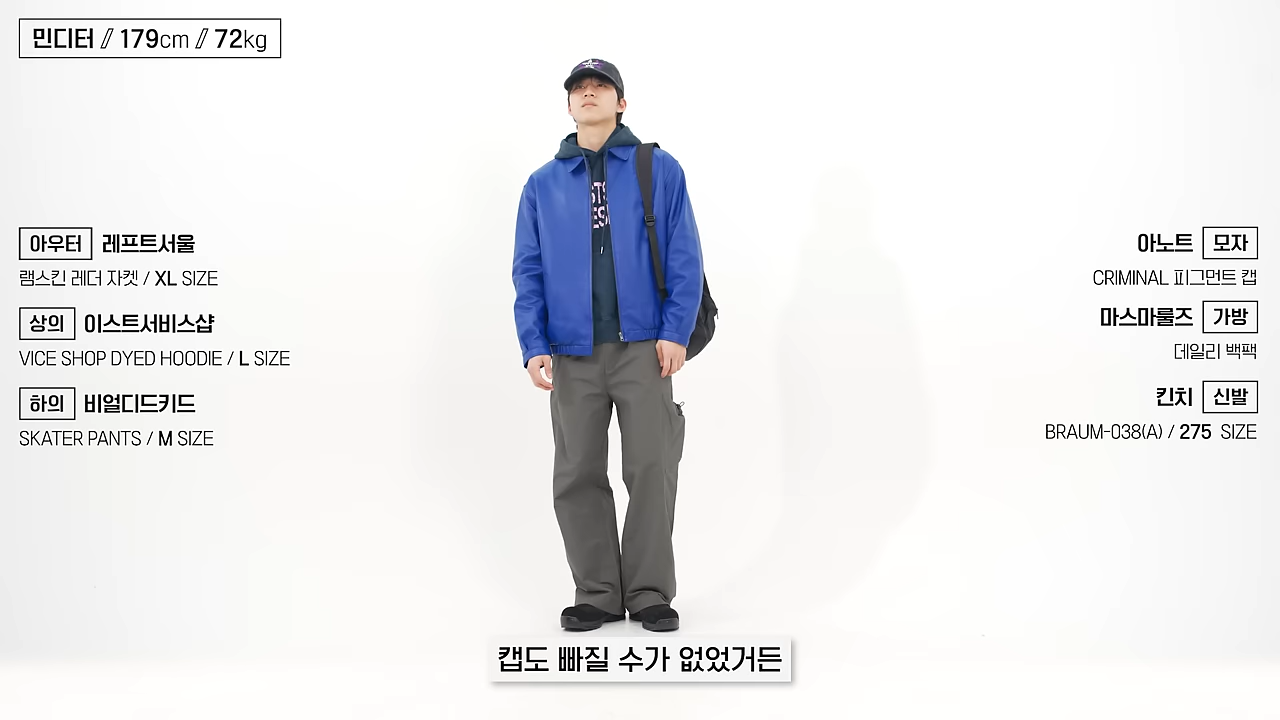 민디터 // 179cm // 72kg
아우터 레프트서울
램스킨 레더 자켓 / XL SIZE
상의 이스트서비스샵
VICE SHOP DYED HOODIE / L SIZE
하의 비얼디드키드
SKATER PANTS / M SIZE
아노트 모자
CRIMINAL 피그먼트 캡
마스마룰즈 가방
데일리 백팩
킨치 신발
BRAUM-038(A) / 275 SIZE
캡도 빠질 수가 없었거든